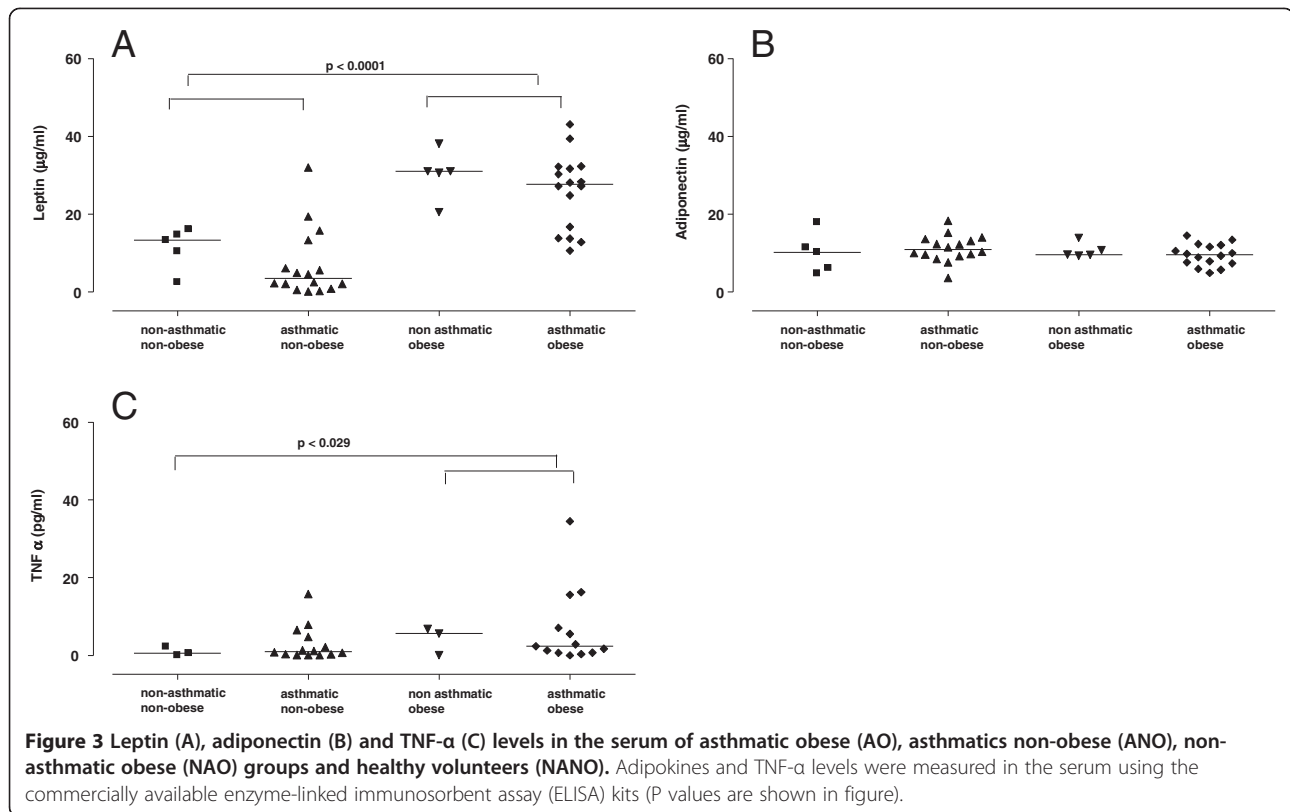 A
60
40
20
0
Leptin (µg/ml)
p < 0.0001
non-asthmatic
non-obese
asthmatic
non-obese
non asthmatic
obese
asthmatic
obese
B
60
40
20
0
Adiponectin (µg/ml)
non-asthmatic
non-obese
asthmatic
non-obese
non asthmatic
obese
asthmatic
obese
C
60
40
20
0
TNF α (pg/ml)
p < 0.029
non-asthmatic
non-obese
asthmatic
non-obese
non asthmatic
obese
asthmatic
obese
Figure 3 Leptin (A), adiponectin (B) and TNF-α (C) levels in the serum of asthmatic obese (AO), asthmatics non-obese (ANO), non-
asthmatic obese (NAO) groups and healthy volunteers (NANO). Adipokines and TNF-α levels were measured in the serum using the
commercially available enzyme-linked immunosorbent assay (ELISA) kits (P values are shown in figure).